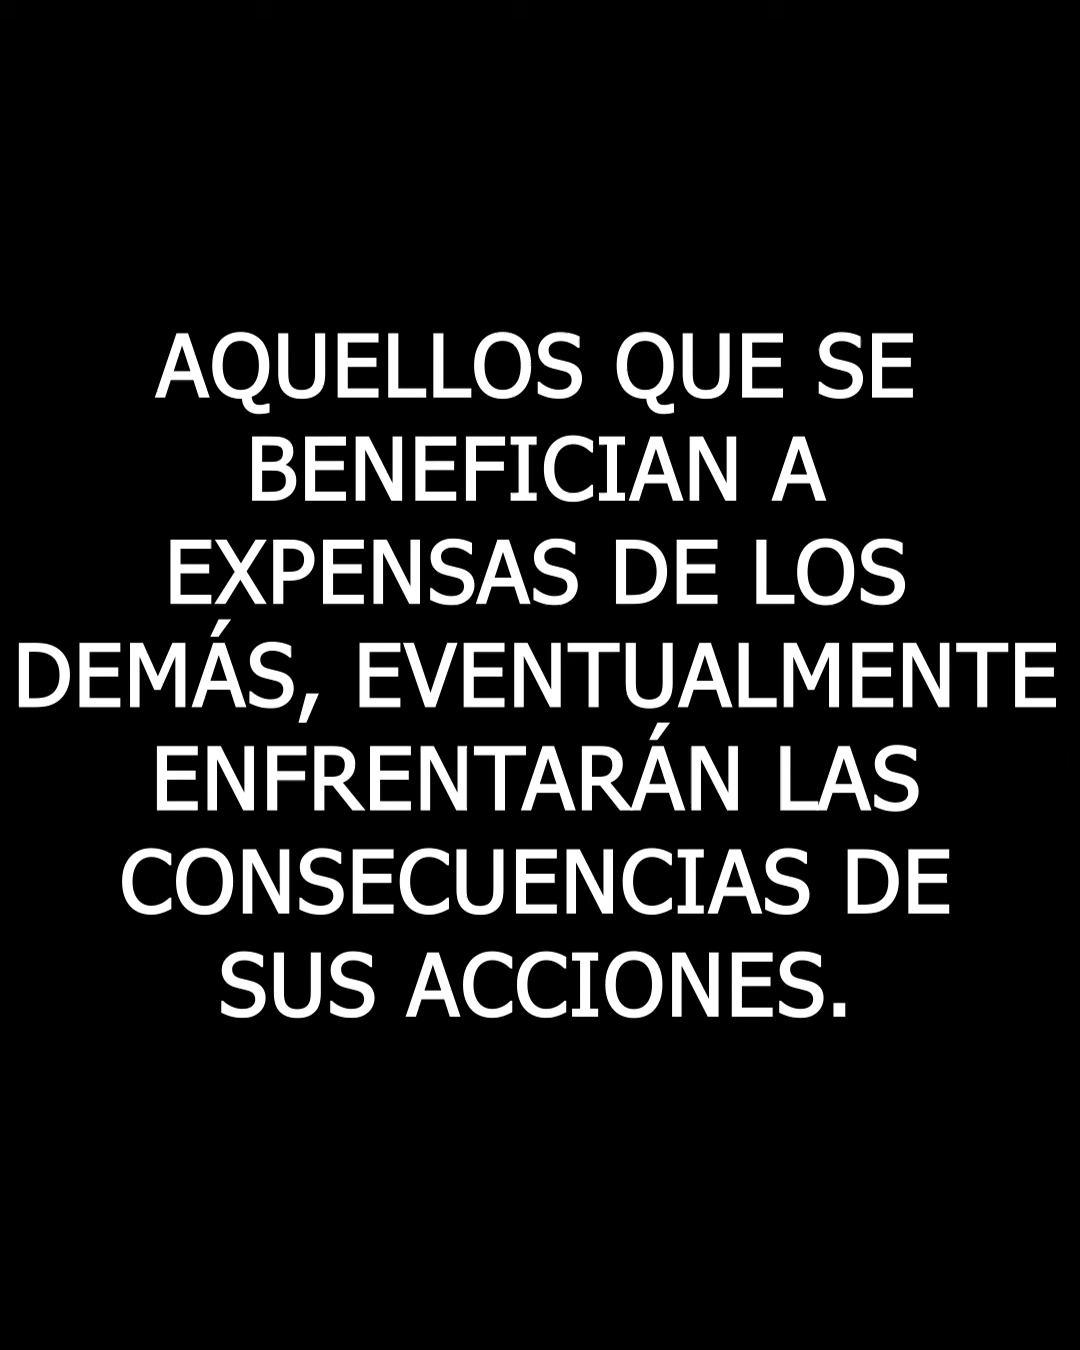 AQUELLOS QUE SE
BENEFICIAN A
EXPENSAS DE LOS
DEMÁS, EVENTUALMENTE
ENFRENTARÁN LAS
CONSECUENCIAS DE
SUS ACCIONES.